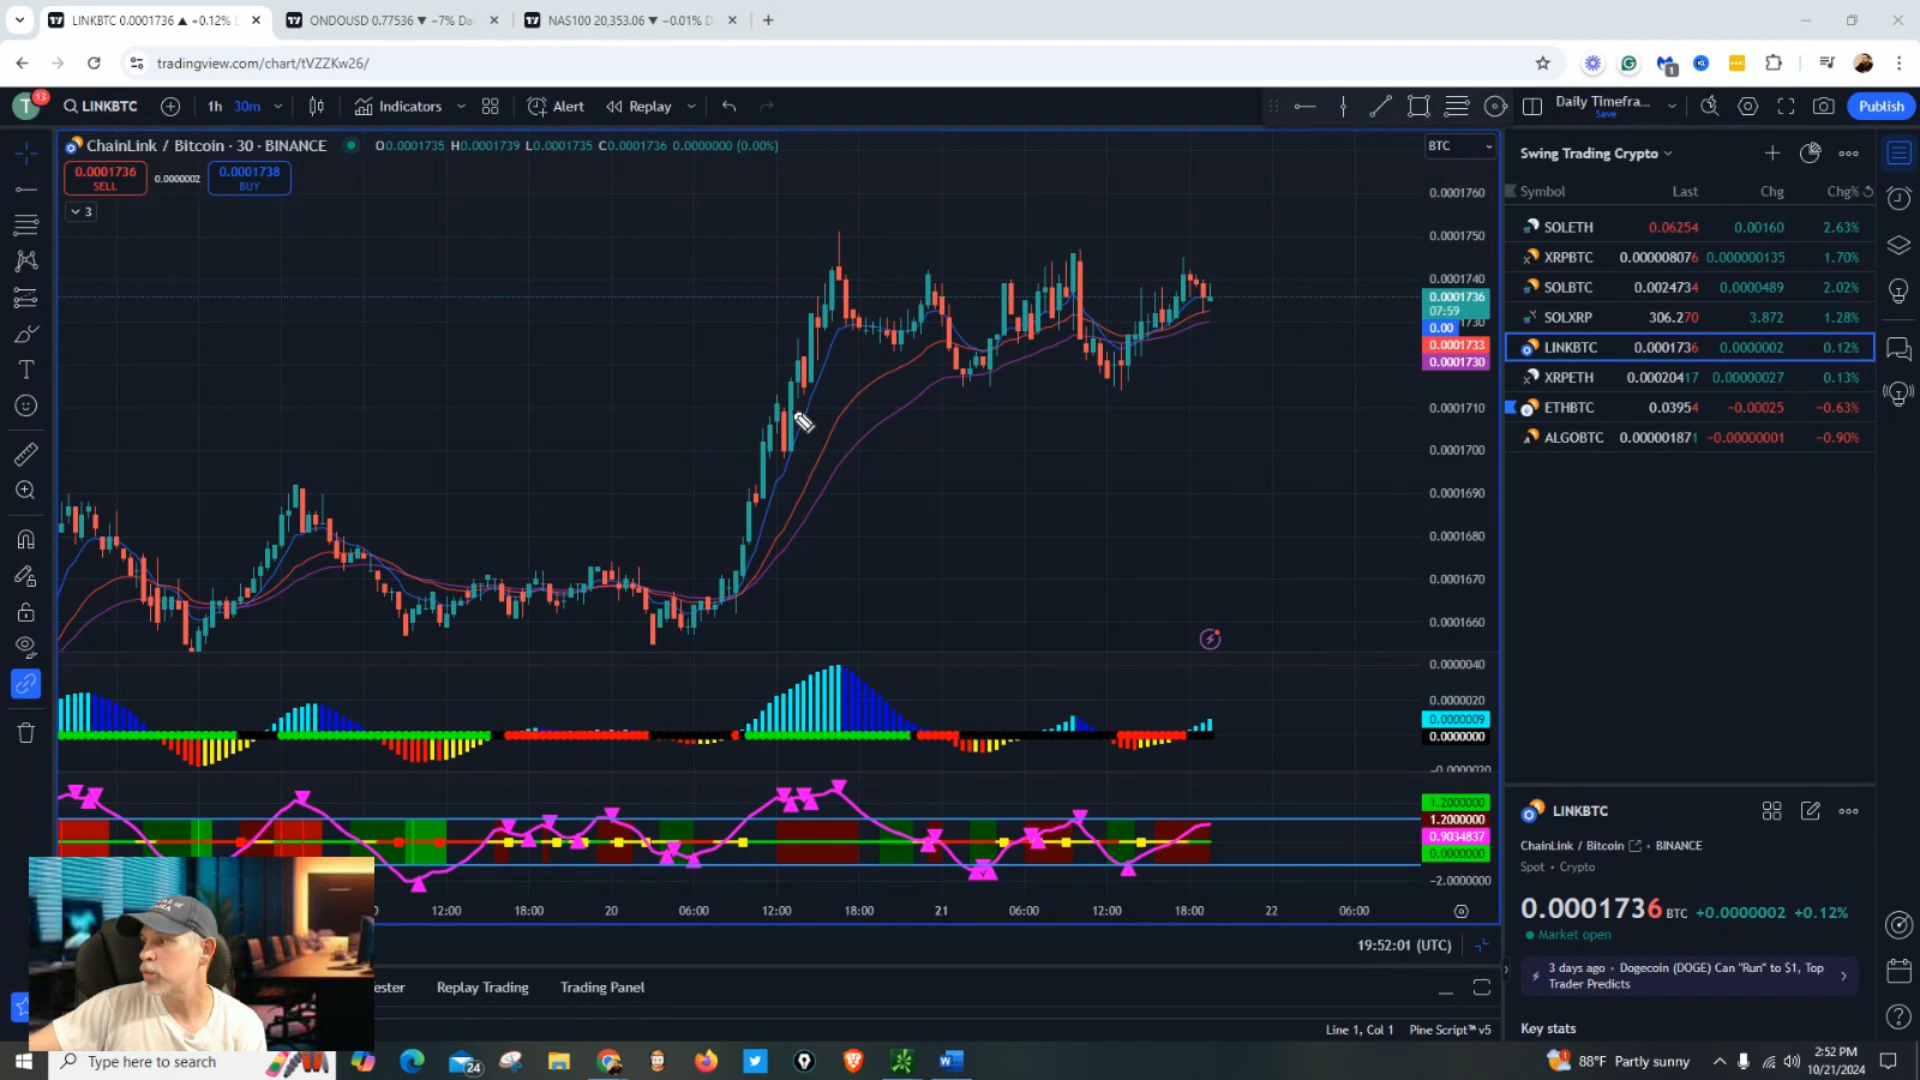 LINKBTC 0.0001736 ▲ +0.12%
ONDOUSD 0.77536 ▼ −7% Dai
NAS100 20,353.06 ▼ −0.01% D
tradingview.com/chart/tVZZKw26/
1
T
13
LINKBTC
1h
30m
Indicators
Alert
Replay
Daily Timefra...
Save
Publish
ChainLink / Bitcoin · 30 · BINANCE
O0.0001735 H0.0001739 L0.0001735 C0.0001736 0.0000000 (0.00%)
0.0001736
SELL
0.0000002
0.0001738
BUY
3
BTC
0.0001760
0.0001750
0.0001740
0.0001736
07:59
0.00
1730
0.0001733
0.0001730
0.0001710
0.0001700
0.0001690
0.0001680
0.0001670
0.0001660
0.0000040
0.0000020
0.0000009
0.0000000
−0.0000020
1.2000000
1.2000000
0.9034837
0.0000000
−2.0000000
12:00 18:00 20 06:00 12:00 18:00 21 06:00 12:00 18:00 22 06:00
19:52:01 (UTC)
ester
Replay Trading
Trading Panel
Line 1, Col 1 Pine Script™ v5
Swing Trading Crypto
Symbol Last Chg Chg%
SOLETH 0.06254 0.00160 2.63%
XRPBTC 0.000008076 0.000000135 1.70%
SOLBTC 0.0024734 0.0000489 2.02%
SOLXRP 306.270 3.872 1.28%
LINKBTC 0.0001736 0.0000002 0.12%
XRPETH 0.00020417 0.00000027 0.13%
ETHBTC 0.03954 −0.00025 −0.63%
ALGOBTC 0.000001871 −0.00000001 −0.90%
LINKBTC
ChainLink / Bitcoin • BINANCE
Spot • Crypto
0.0001736 BTC +0.0000002 +0.12%
Market open
3 days ago • Dogecoin (DOGE) Can "Run" to $1, Top
Trader Predicts
Key stats
Type here to search
24
88°F Partly sunny
2:52 PM
10/21/2024